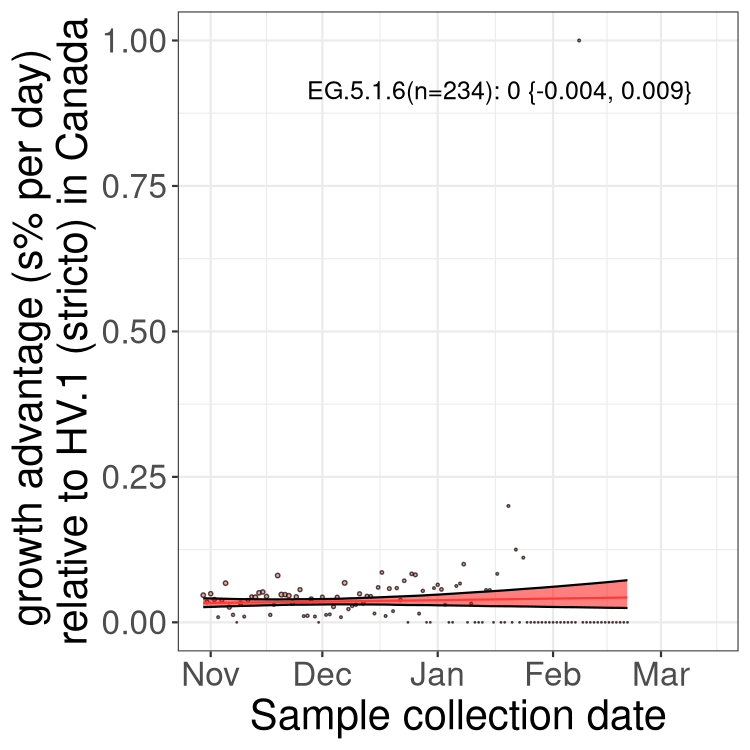 growth advantage (s% per day)
relative to HV.1 (stricto) in Canada
1.00
0.75
0.50
0.25
0.00
EG.5.1.6(n=234): 0 {-0.004, 0.009}
Nov Dec Jan Feb Mar
Sample collection date